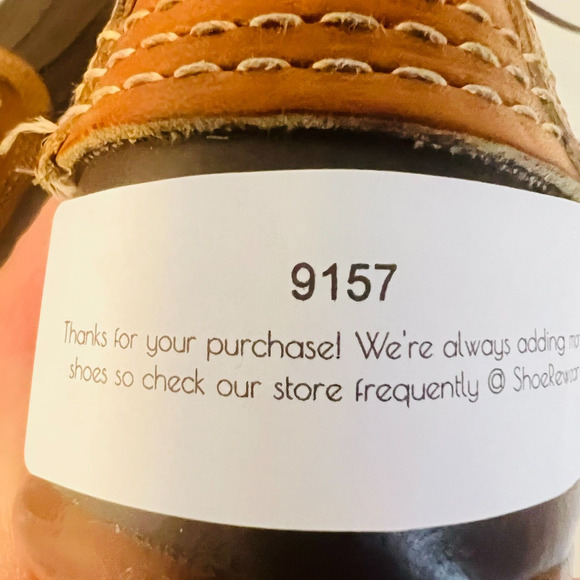 9157
Thanks for your purchase! We're always adding
shoes so check our store frequently @